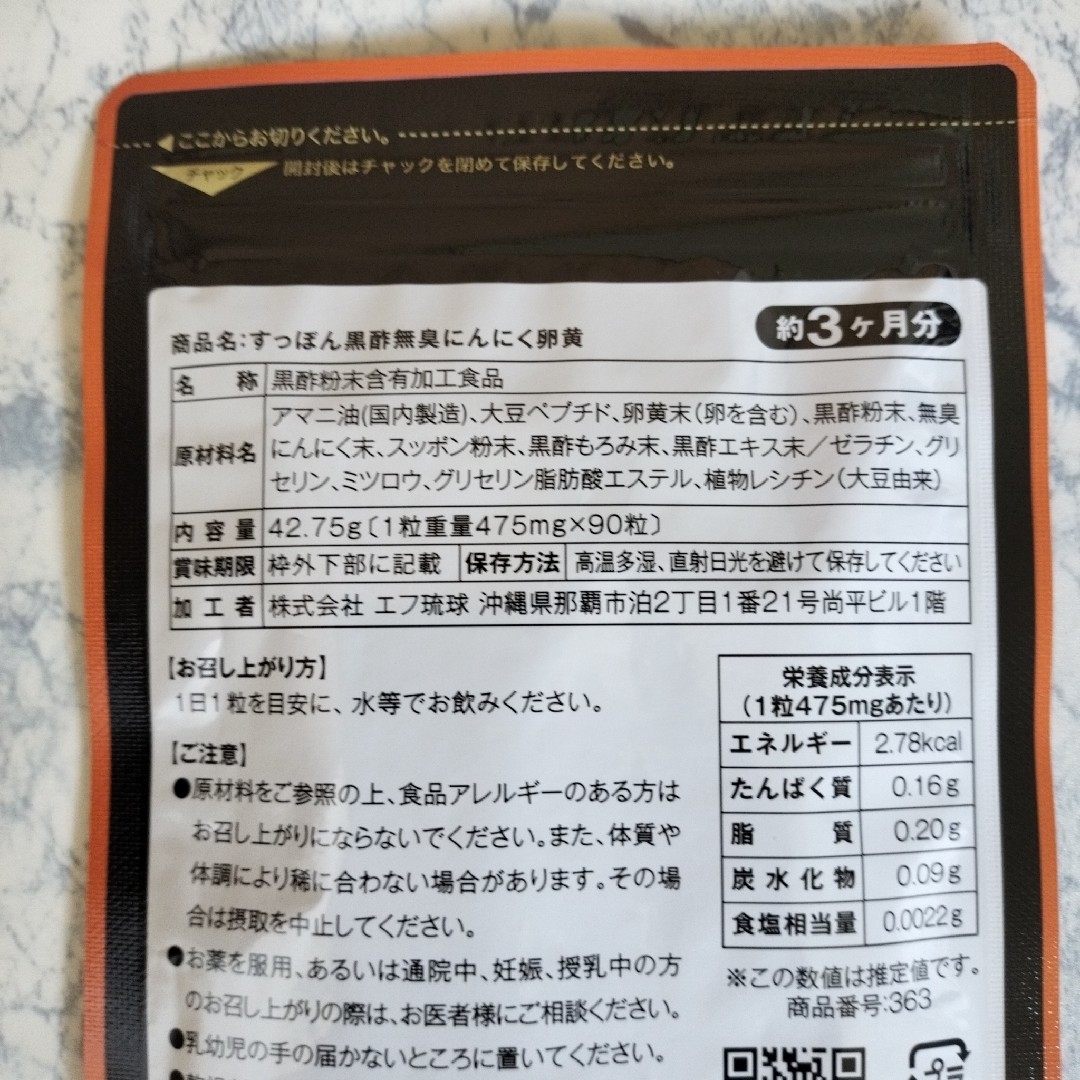 ◀ここからお切りください。
チャック
開封後はチャックを閉めて保存してください。
商品名:すっぽん黒酢無臭にんにく卵黄
約3ヶ月分
名称 黒酢粉末含有加工食品
原材料名 アマニ油(国内製造)、大豆ペプチド、卵黄末(卵を含む)、黒酢粉末、無臭
にんにく末、スッポン粉末、黒酢もろみ末、黒酢エキス末/ゼラチン、グリ
セリン、ミツロウ、グリセリン脂肪酸エステル、植物レシチン(大豆由来)
内容量 42.75g〔1粒重量475mg×90粒〕
賞味期限 枠外下部に記載 保存方法 高温多湿、直射日光を避けて保存してください
加工者 株式会社 エフ琉球 沖縄県那覇市泊2丁目1番21号尚平ビル1階
【お召し上がり方】
1日1粒を目安に、水等でお飲みください。
【ご注意】
●原材料をご参照の上、食品アレルギーのある方は
お召し上がりにならないでください。また、体質や
体調により稀に合わない場合があります。その場
合は摂取を中止してください。
●お薬を服用、あるいは通院中、妊娠、授乳中の方
のお召し上がりの際は、お医者様にご相談ください。
●乳幼児の手の届かないところに置いてください。
栄養成分表示
(1粒475mgあたり)
エネルギー 2.78kcal
たんぱく質 0.16g
脂質 0.20g
炭水化物 0.09g
食塩相当量 0.0022g
※この数値は推定値です。
商品番号:363